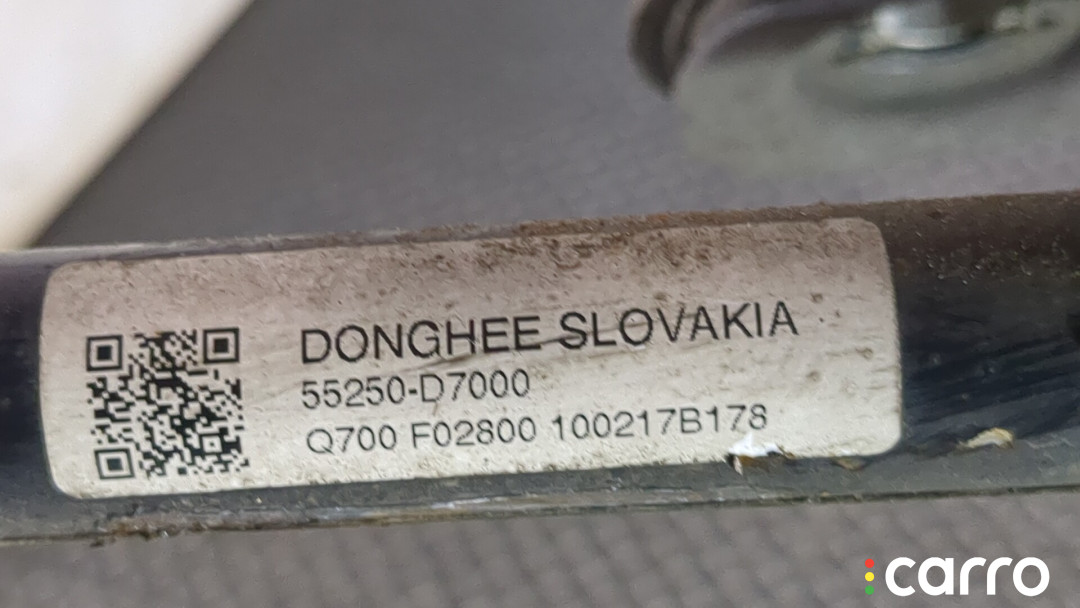 DONGHEE SLOVAKIA
55250-D7000
Q700 F02800 100217B178
carro